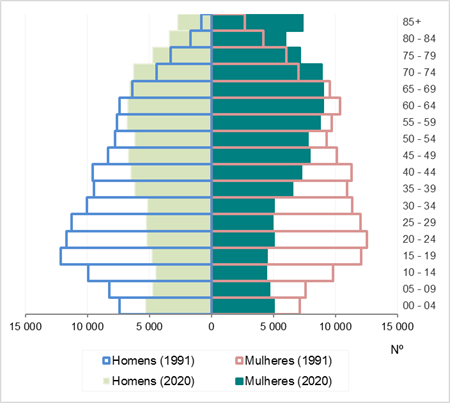 85+
80 - 84
75 - 79
70 - 74
65 - 69
60 - 64
55 - 59
50 - 54
45 - 49
40 - 44
35 - 39
30 - 34
25 - 29
20 - 24
15 - 19
10 - 14
05 - 09
00 - 04
15 000 10 000 5 000 0 5 000 10 000 15 000
Nº
Homens (1991) Mulheres (1991)
Homens (2020) Mulheres (2020)